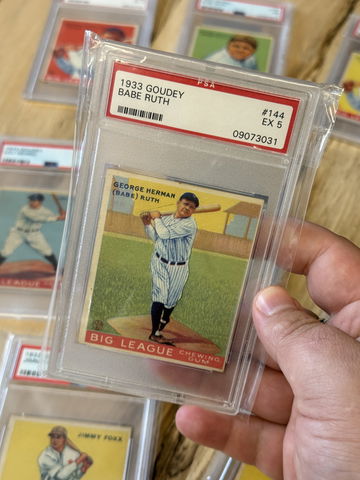 PSA
1933 GOUDEY
BABE RUTH
#144
EX 5
09073031
GEORGE HERMAN
(BABE) RUTH
BIG LEAGUE CHEWING
GUM
LEAGUE
JIMMY FOXX